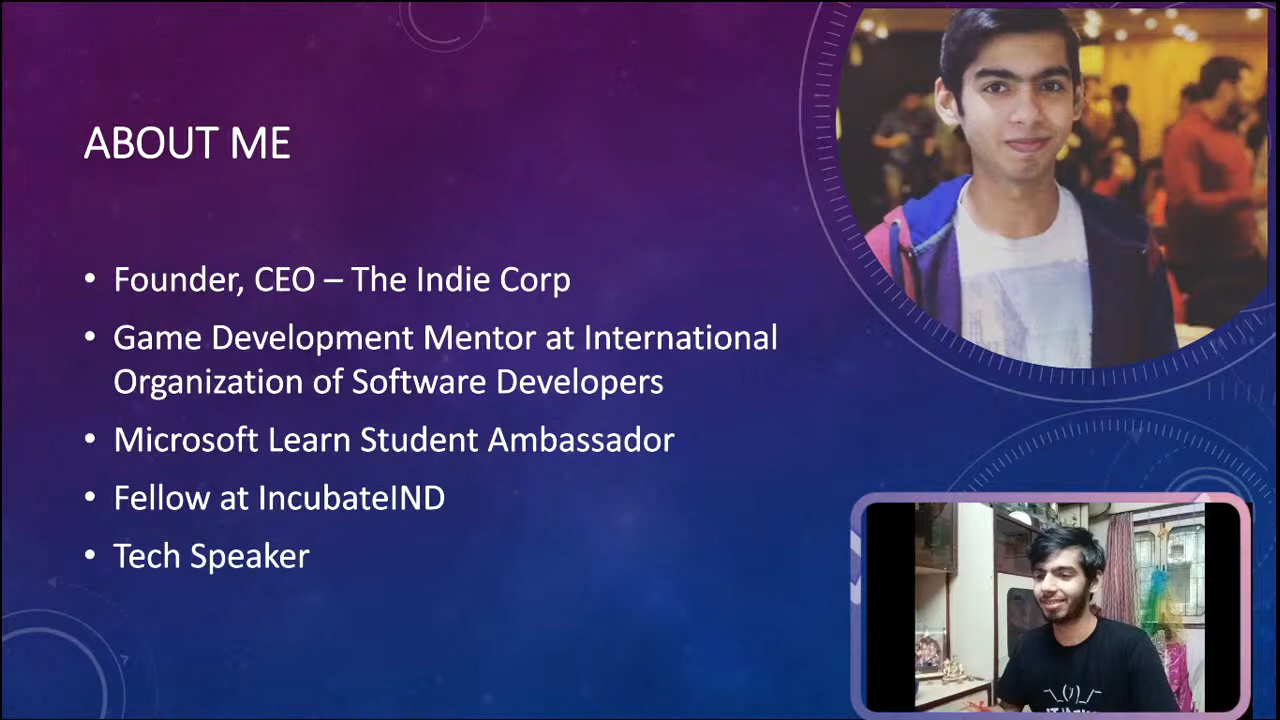 ABOUT ME
• Founder, CEO – The Indie Corp
• Game Development Mentor at International
Organization of Software Developers
• Microsoft Learn Student Ambassador
• Fellow at IncubateIND
• Tech Speaker